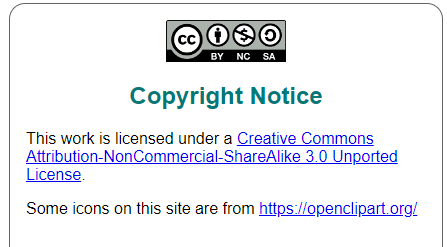 cc BY NC SA
Copyright Notice
This work is licensed under a Creative Commons
Attribution-NonCommercial-ShareAlike 3.0 Unported
License.
Some icons on this site are from https://openclipart.org/